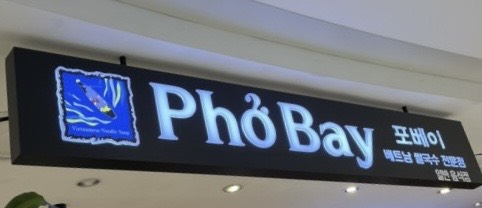 Vietnamese Noodle Soup
Phở Bay
포베이
베트남 쌀국수 전문점
일반 음식점